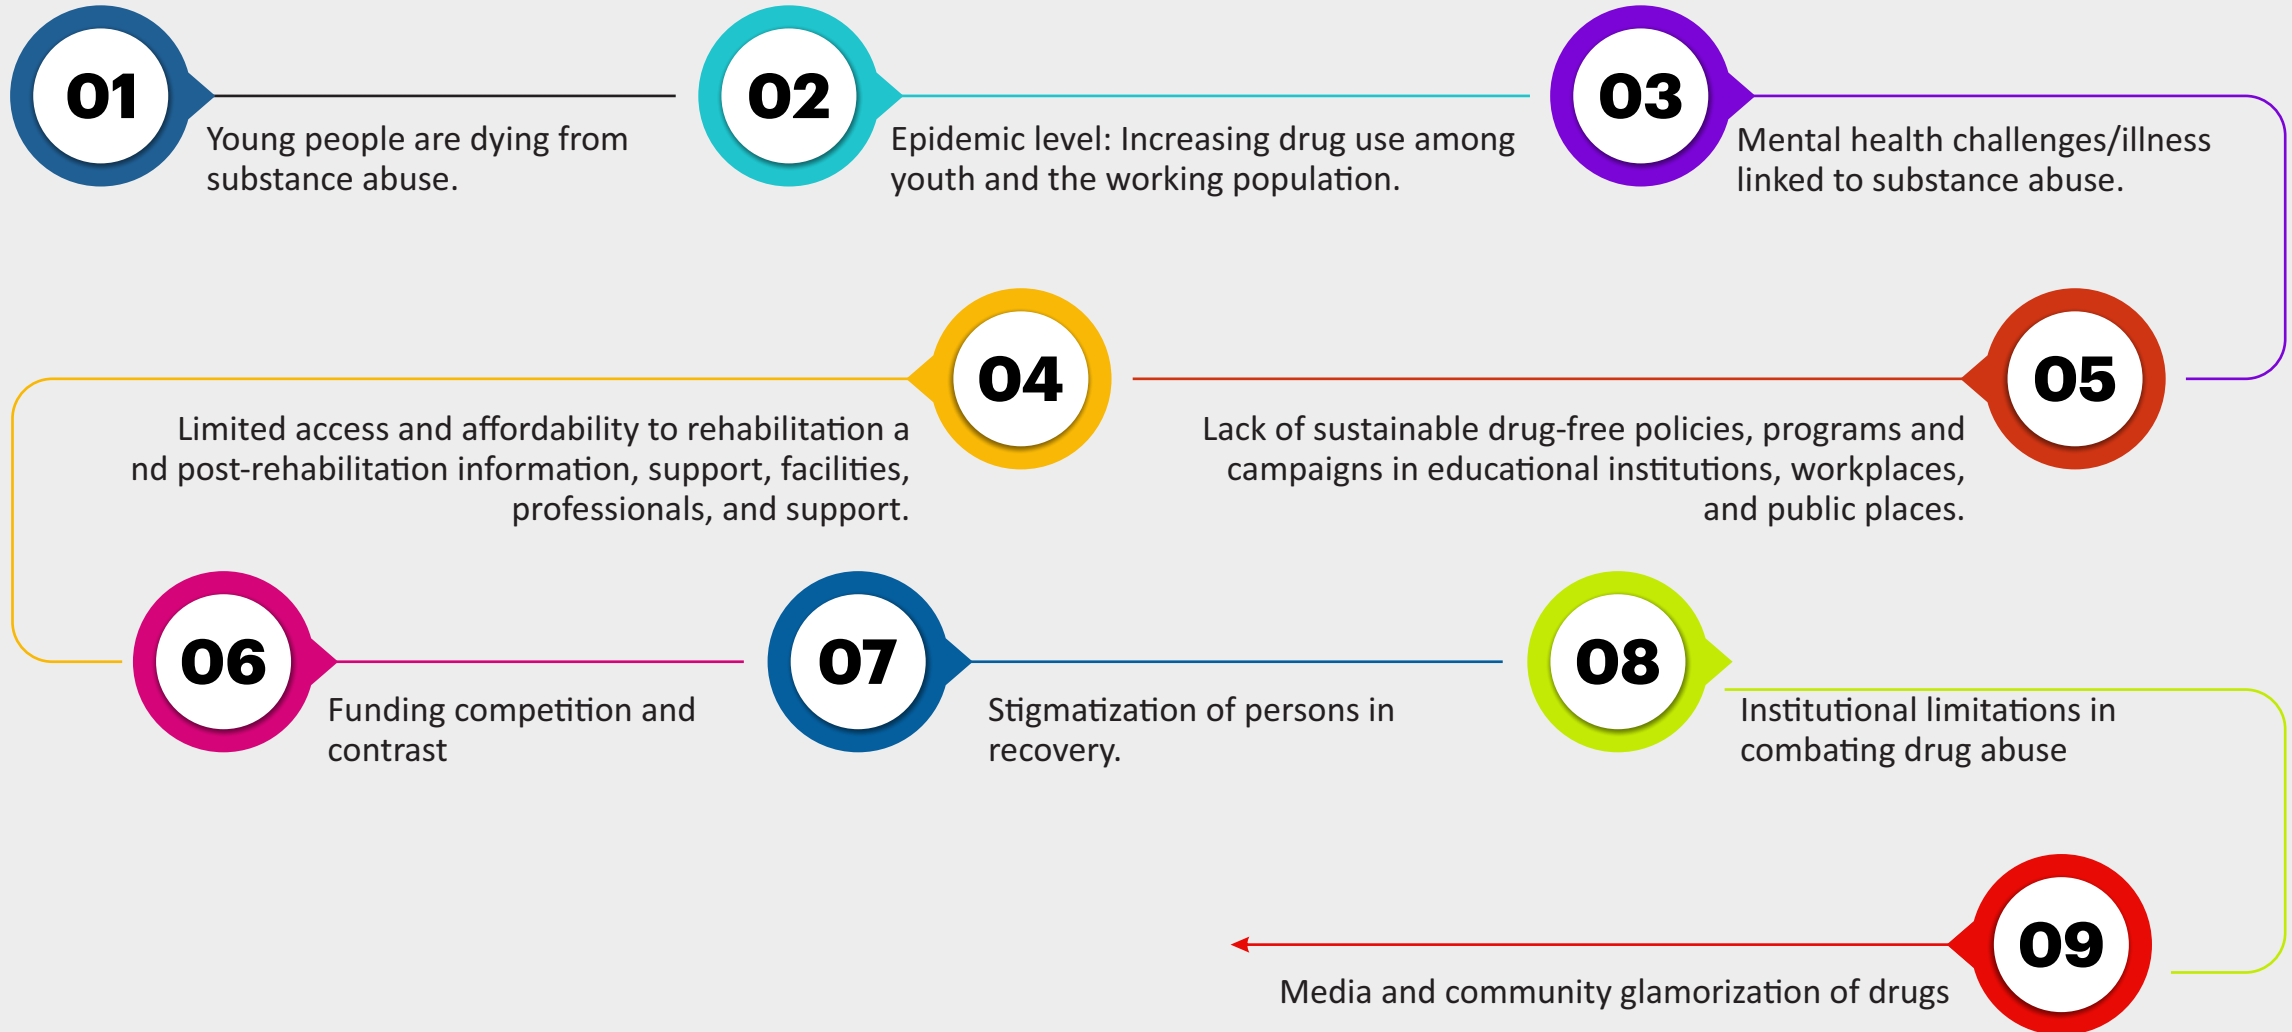 01
Young people are dying from
substance abuse.
02
Epidemic level: Increasing drug use among
youth and the working population.
03
Mental health challenges/illness
linked to substance abuse.
04
Limited access and affordability to rehabilitation a
nd post-rehabilitation information, support, facilities,
professionals, and support.
05
Lack of sustainable drug-free policies, programs and
campaigns in educational institutions, workplaces,
and public places.
06
Funding competition and
contrast
07
Stigmatization of persons in
recovery.
08
Institutional limitations in
combating drug abuse
09
Media and community glamorization of drugs